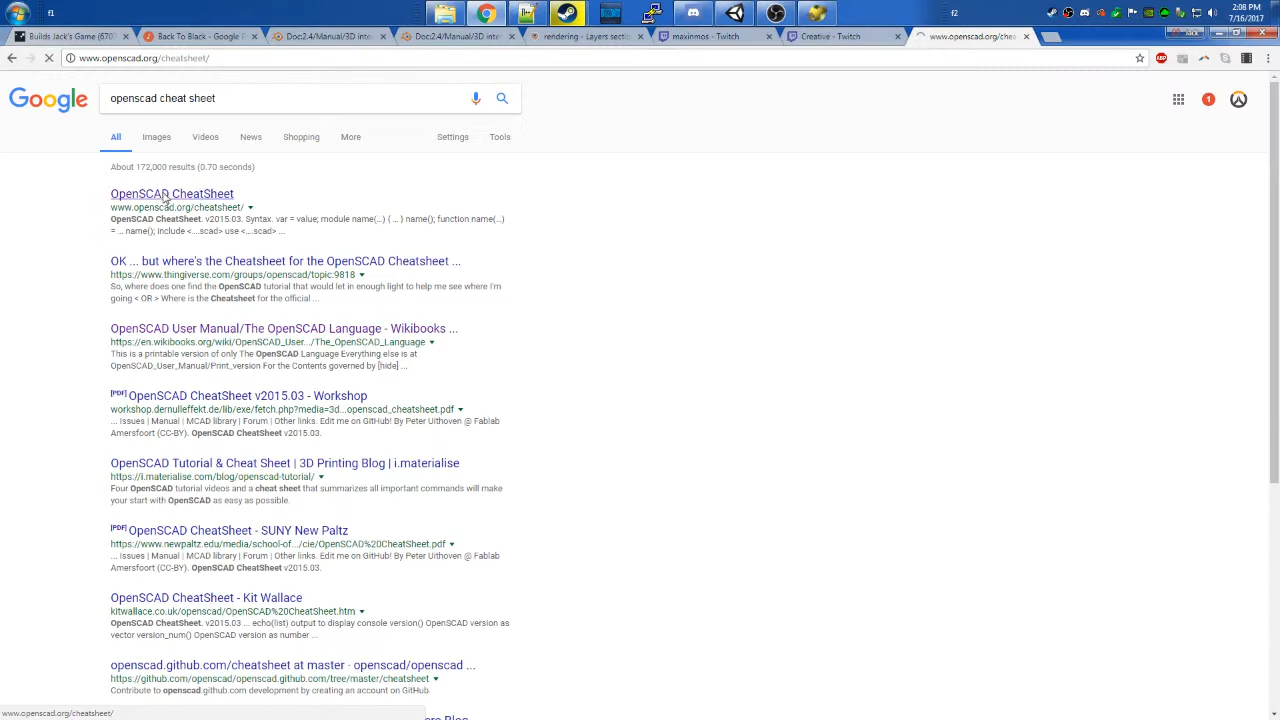 f1
f2
2:08 PM
7/16/2017
Builds Jack's Game (670
Back To Black - Google P
Doc2.4/Manual/3D inte
Doc2.4/Manual/3D inte
rendering - Layers secti
maxinmos - Twitch
Creative - Twitch
www.openscad.org/chea
Jack
www.openscad.org/cheatsheet/
Google
openscad cheat sheet
1
All Images Videos News Shopping More Settings Tools
About 172,000 results (0.70 seconds)
OpenSCAD CheatSheet
www.openscad.org/cheatsheet/
OpenSCAD CheatSheet. v2015.03. Syntax. var = value; module name(...) { ... } name(); function name(...)
= ... name(); include <....scad> use <....scad> ...
OK ... but where's the Cheatsheet for the OpenSCAD Cheatsheet ...
https://www.thingiverse.com/groups/openscad/topic:9818
So, where does one find the OpenSCAD tutorial that would let in enough light to help me see where I'm
going < OR > Where is the Cheatsheet for the official ...
OpenSCAD User Manual/The OpenSCAD Language - Wikibooks ...
https://en.wikibooks.org/wiki/OpenSCAD_User.../The_OpenSCAD_Language
This is a printable version of only The OpenSCAD Language Everything else is at
OpenSCAD_User_Manual/Print_version For the Contents governed by [hide] ...
[PDF] OpenSCAD CheatSheet v2015.03 - Workshop
workshop.dernulleffekt.de/lib/exe/fetch.php?media=3d...openscad_cheatsheet.pdf
... Issues | Manual | MCAD library | Forum | Other links. Edit me on GitHub! By Peter Uithoven @ Fablab
Amersfoort (CC-BY). OpenSCAD CheatSheet v2015.03.
OpenSCAD Tutorial & Cheat Sheet | 3D Printing Blog | i.materialise
https://i.materialise.com/blog/openscad-tutorial/
Four OpenSCAD tutorial videos and a cheat sheet that summarizes all important commands will make
your start with OpenSCAD as easy as possible.
[PDF] OpenSCAD CheatSheet - SUNY New Paltz
https://www.newpaltz.edu/media/school-of.../cie/OpenSCAD%20CheatSheet.pdf
... Issues | Manual | MCAD library | Forum | Other links. Edit me on GitHub! By Peter Uithoven @ Fablab
Amersfoort (CC-BY). OpenSCAD CheatSheet v2015.03.
OpenSCAD CheatSheet - Kit Wallace
kitwallace.co.uk/openscad/OpenSCAD%20CheatSheet.htm
OpenSCAD CheatSheet. v2015.03 ... echo(list) output to display console version() OpenSCAD version as
vector version_num() OpenSCAD version as number ...
openscad.github.com/cheatsheet at master · openscad/openscad ...
https://github.com/openscad/openscad.github.com/tree/master/cheatsheet
Contribute to openscad.github.com development by creating an account on GitHub.
www.openscad.org/cheatsheet/